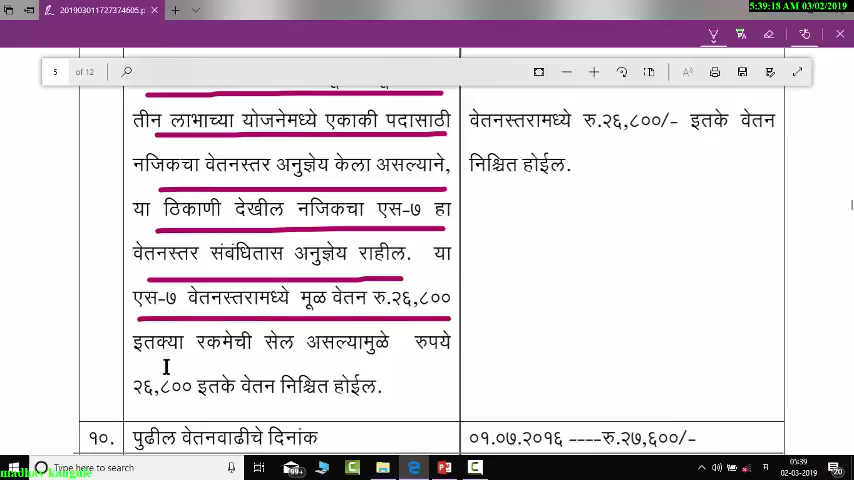 5:39:18 AM 03/02/2019
201903011727374605.p
5 of 12
तीन लाभाच्या योजनेमध्ये एकाकी पदासाठी
नजिकचा वेतनस्तर अनुज्ञेय केला असल्याने,
या ठिकाणी देखील नजिकचा एस-७ हा
वेतनस्तर संबंधितास अनुज्ञेय राहील. या
एस-७ वेतनस्तरामध्ये मूळ वेतन रु.२६,८००
इतक्या रकमेची सेल असल्यामुळे रुपये
२६,८०० इतके वेतन निश्चित होईल.
वेतनस्तरामध्ये रु.२६,८००/- इतके वेतन
निश्चित होईल.
१०. पुढील वेतनवाढीचे दिनांक
०१.०७.२०१६ ----रु.२७,६००/-
Type here to search
99+
म
05:39
02-03-2019
20
madhav kangule